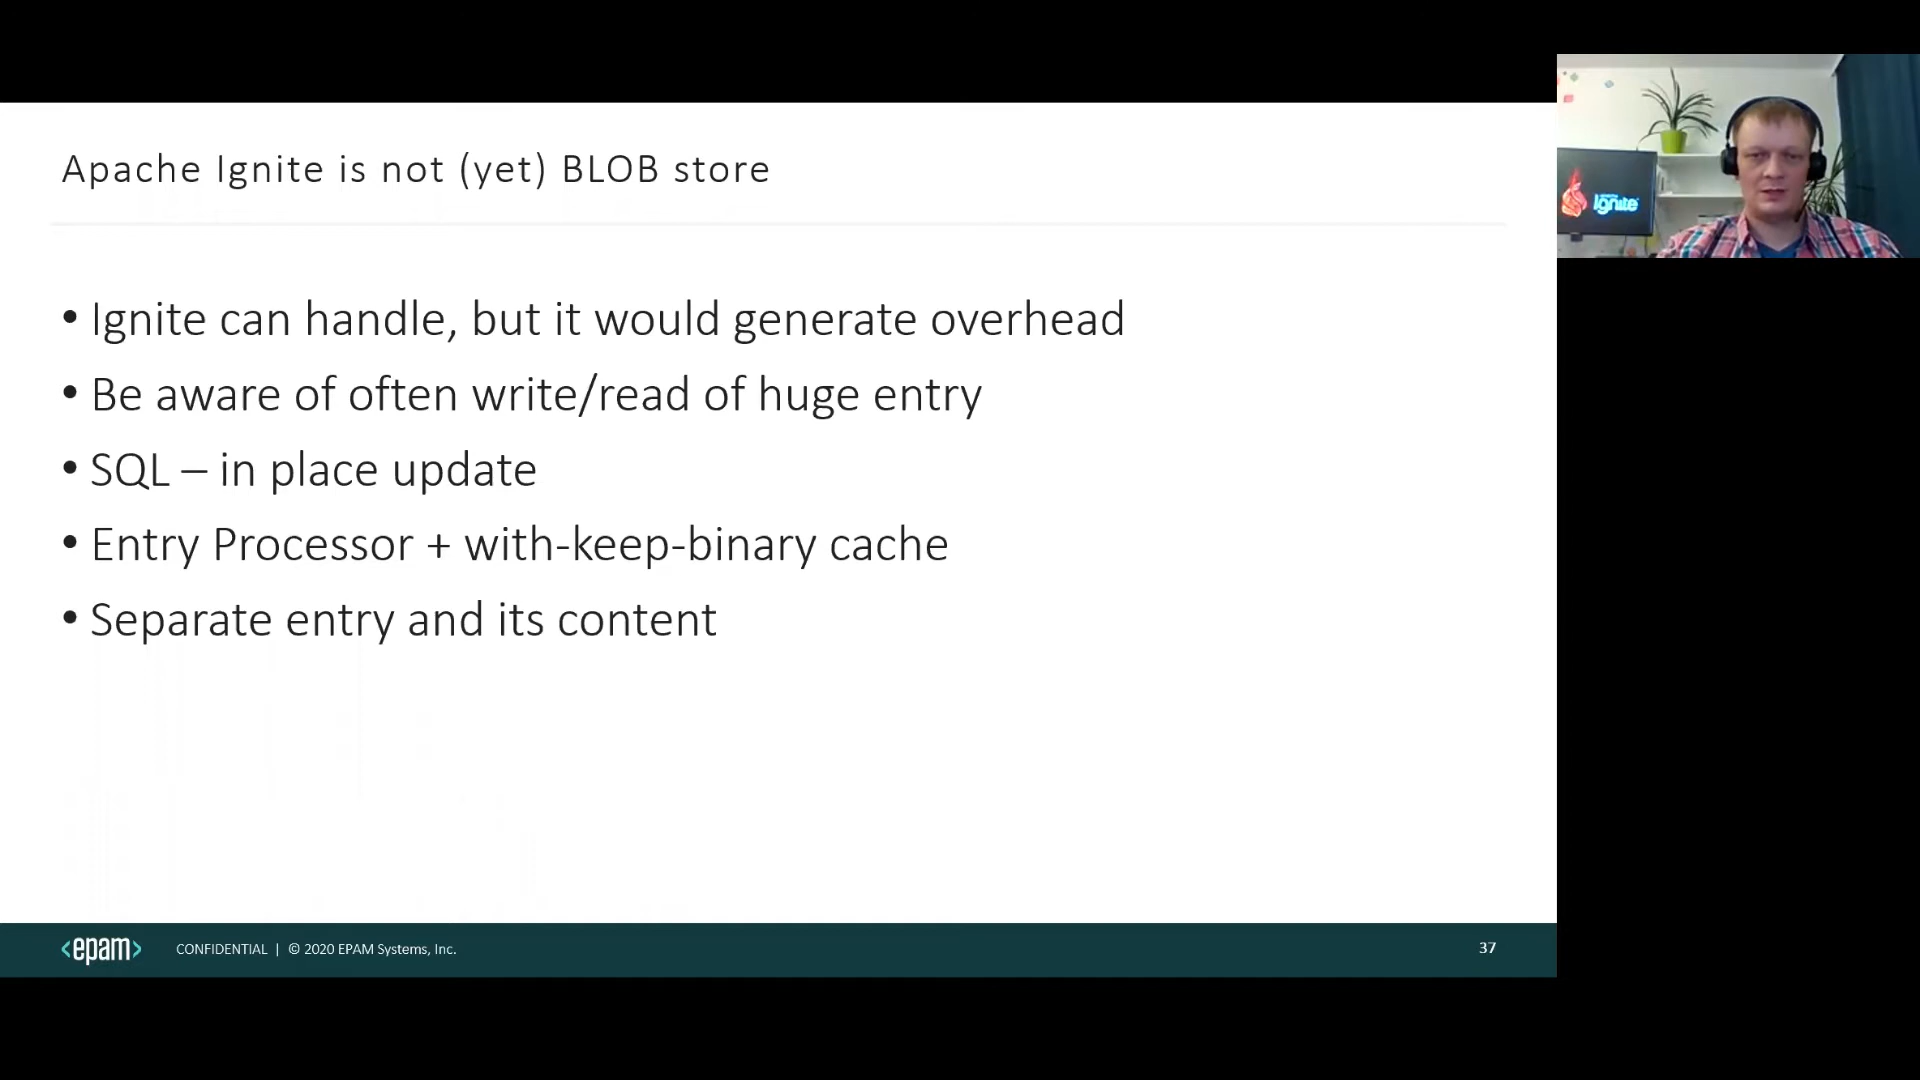 Apache Ignite is not (yet) BLOB store
• Ignite can handle, but it would generate overhead
• Be aware of often write/read of huge entry
• SQL – in place update
• Entry Processor + with-keep-binary cache
• Separate entry and its content
<epam> CONFIDENTIAL | © 2020 EPAM Systems, Inc. 37
Ignite